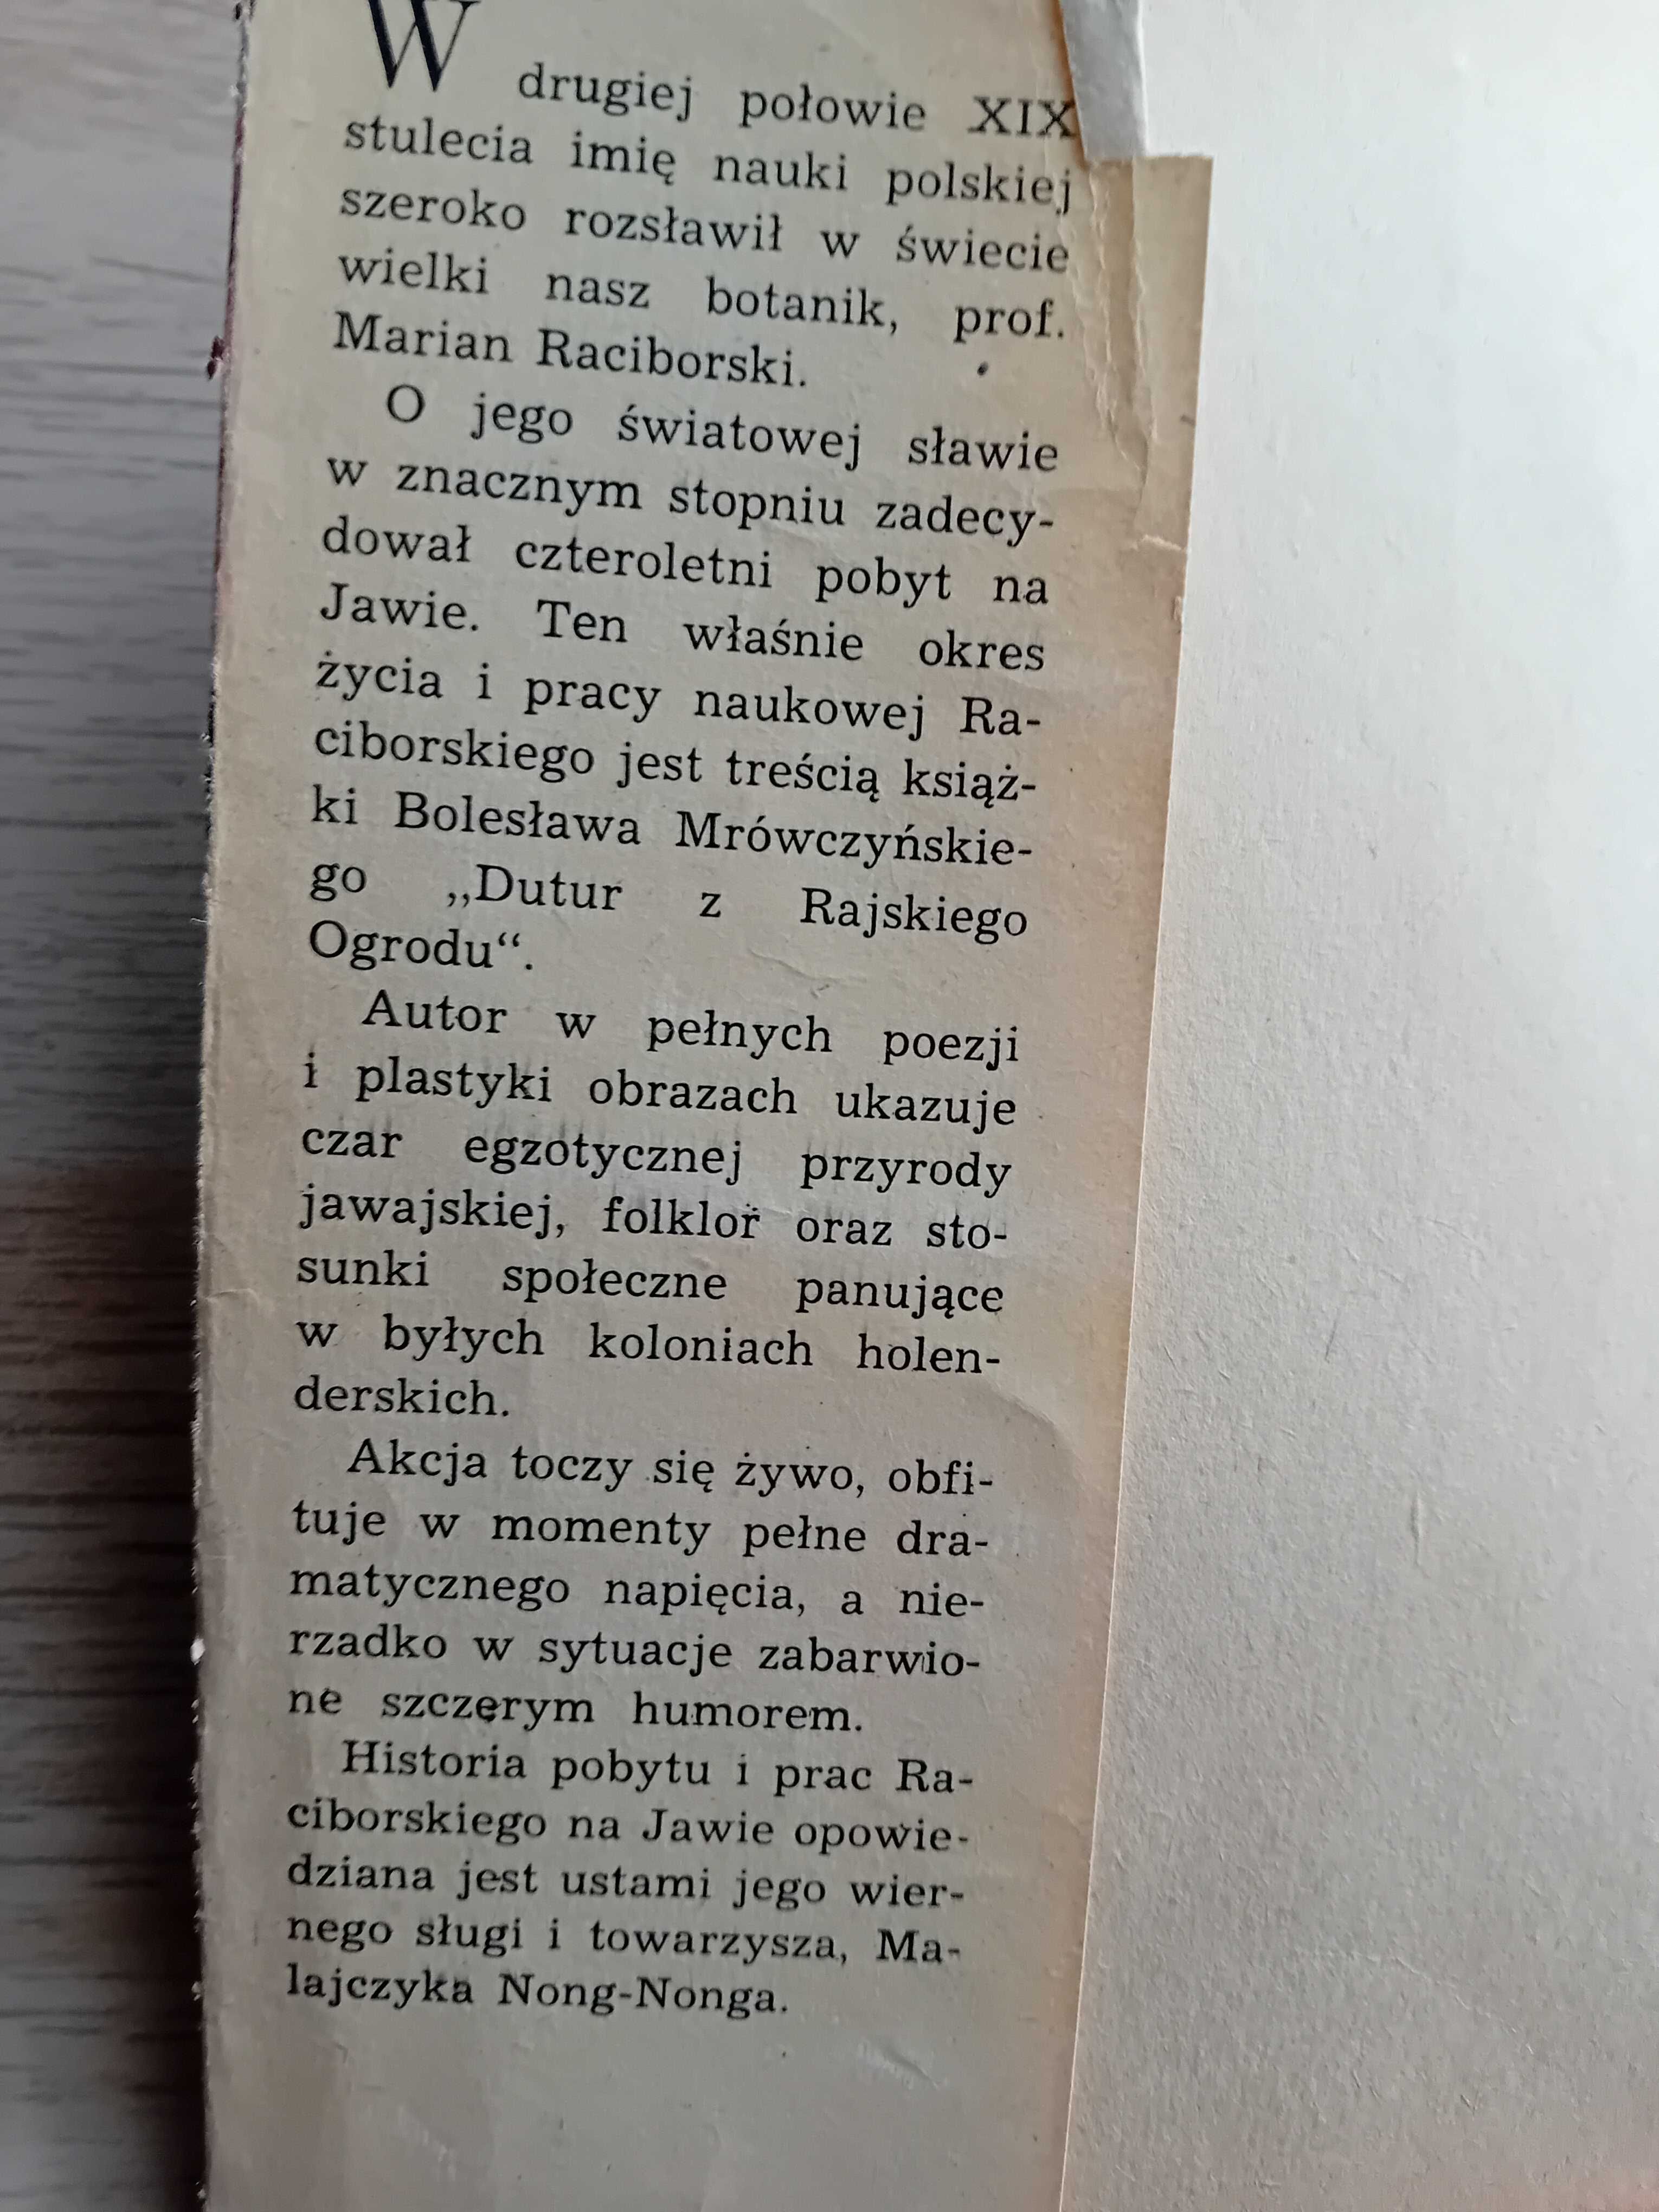 W drugiej połowie XIX
stulecia imię nauki polskiej
szeroko rozsławił w świecie
wielki nasz botanik, prof.
Marian Raciborski.
O jego światowej sławie
w znacznym stopniu zadecy-
dował czteroletni pobyt na
Jawie. Ten właśnie okres
życia i pracy naukowej Ra-
ciborskiego jest treścią książ-
ki Bolesława Mrówczyńskie-
go „Dutur z Rajskiego
Ogrodu“.
Autor w pełnych poezji
i plastyki obrazach ukazuje
czar egzotycznej przyrody
jawajskiej, folklor oraz sto-
sunki społeczne panujące
w byłych koloniach holen-
derskich.
Akcja toczy się żywo, obfi-
tuje w momenty pełne dra-
matycznego napięcia, a nie-
rzadko w sytuacje zabarwio-
ne szczerym humorem.
Historia pobytu i prac Ra-
ciborskiego na Jawie opowie-
dziana jest ustami jego wier-
nego sługi i towarzysza, Ma-
lajczyka Nong-Nonga.